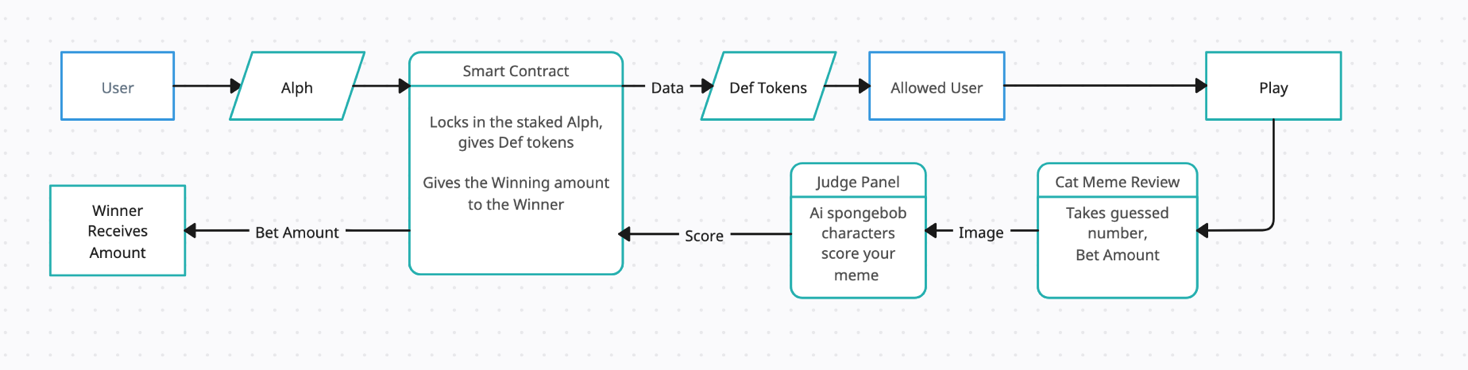 User
Alph
Smart Contract
Locks in the staked Alph,
gives Def tokens
Gives the Winning amount
to the Winner
Data
Def Tokens
Allowed User
Play
Cat Meme Review
Takes guessed
number,
Bet Amount
Image
Judge Panel
Ai spongebob
characters
score your
meme
Score
Bet Amount
Winner
Receives
Amount